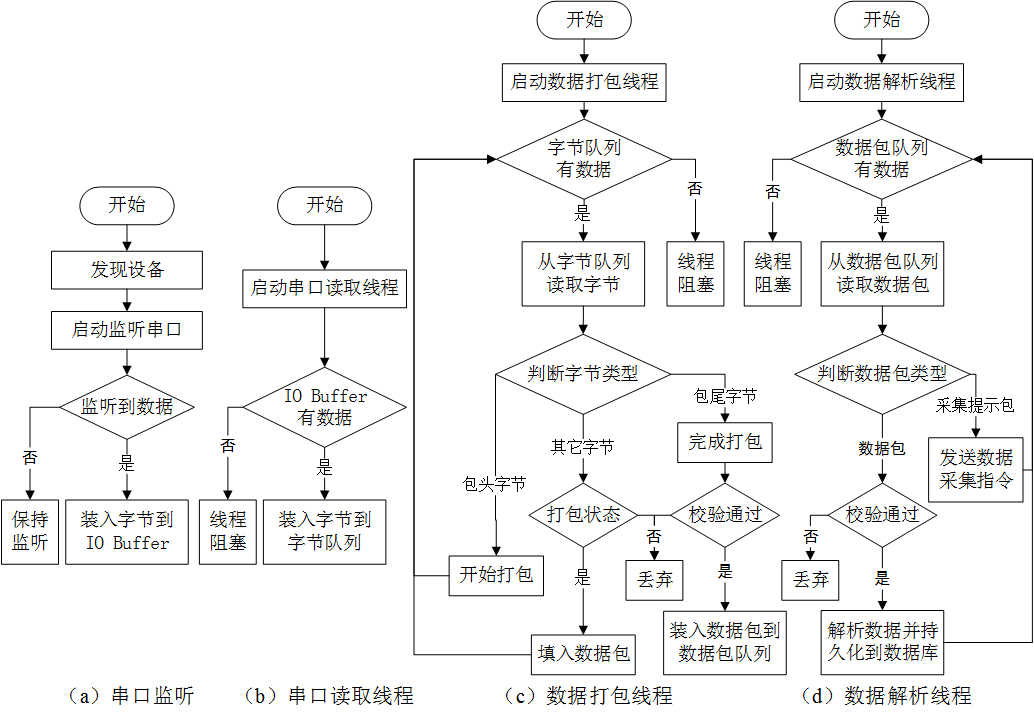 开始
发现设备
启动监听串口
监听到数据
否
是
保持
监听
装入字节到
IO Buffer
（a）串口监听
开始
启动串口读取线程
IO Buffer
有数据
否
是
线程
阻塞
装入字节到
字节队列
（b）串口读取线程
开始
启动数据打包线程
字节队列
有数据
否
是
从字节队列
读取字节
线程
阻塞
判断字节类型
包头字节
其它字节
包尾字节
完成打包
打包状态
校验通过
否
是
是
开始打包
丢弃
填入数据包
装入数据包到
数据包队列
（c）数据打包线程
开始
启动数据解析线程
数据包队列
有数据
否
是
线程
阻塞
从数据包队列
读取数据包
判断数据包类型
采集提示包
数据包
发送数据
采集指令
校验通过
否
是
丢弃
解析数据并持
久化到数据库
（d）数据解析线程